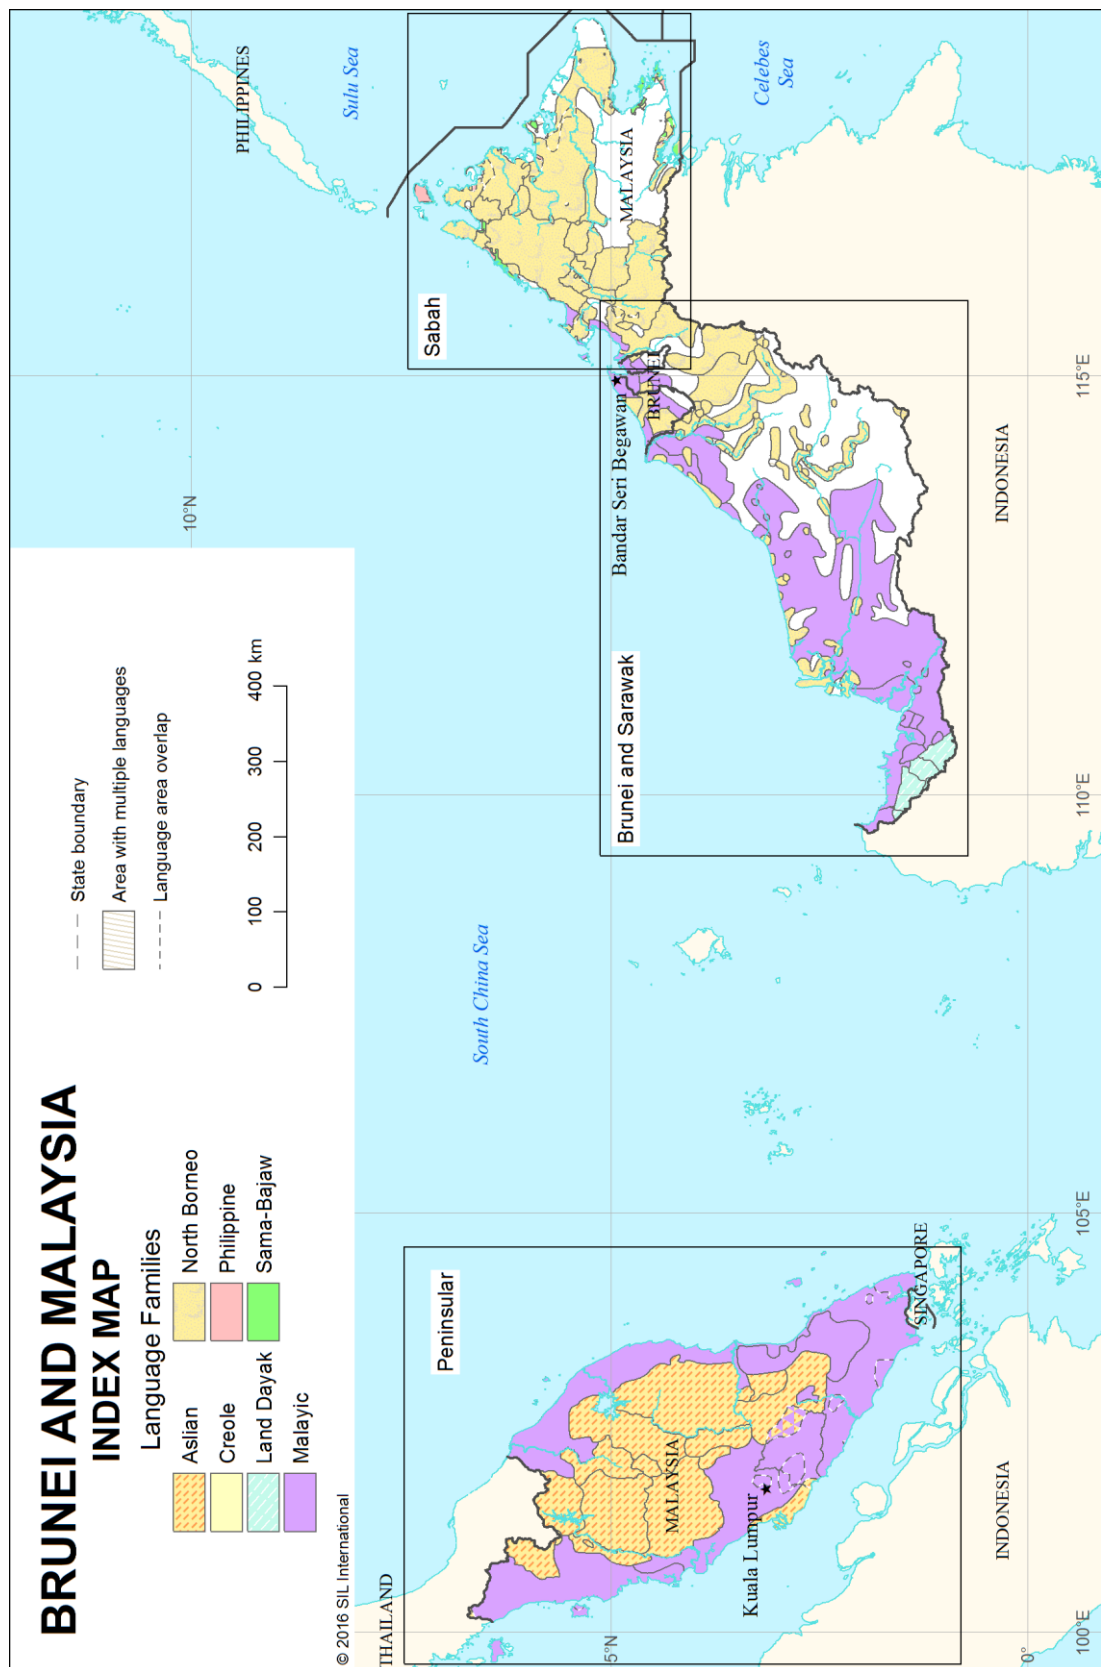 BRUNEI AND MALAYSIA
INDEX MAP
Language Families
Aslian
Creole
Land Dayak
Malayic
North Borneo
Philippine
Sama-Bajaw
State boundary
Area with multiple languages
Language area overlap
0 100 200 300 400 km
© 2016 SIL International
THAILAND
Peninsular
MALAYSIA
Kuala Lumpur
SINGAPORE
INDONESIA
South China Sea
Brunei and Sarawak
Bandar Seri Begawan
BRUNEI
INDONESIA
Sabah
MALAYSIA
PHILIPPINES
Sulu Sea
Celebes
Sea
10°N
5°N
0°
100°E
105°E
110°E
115°E